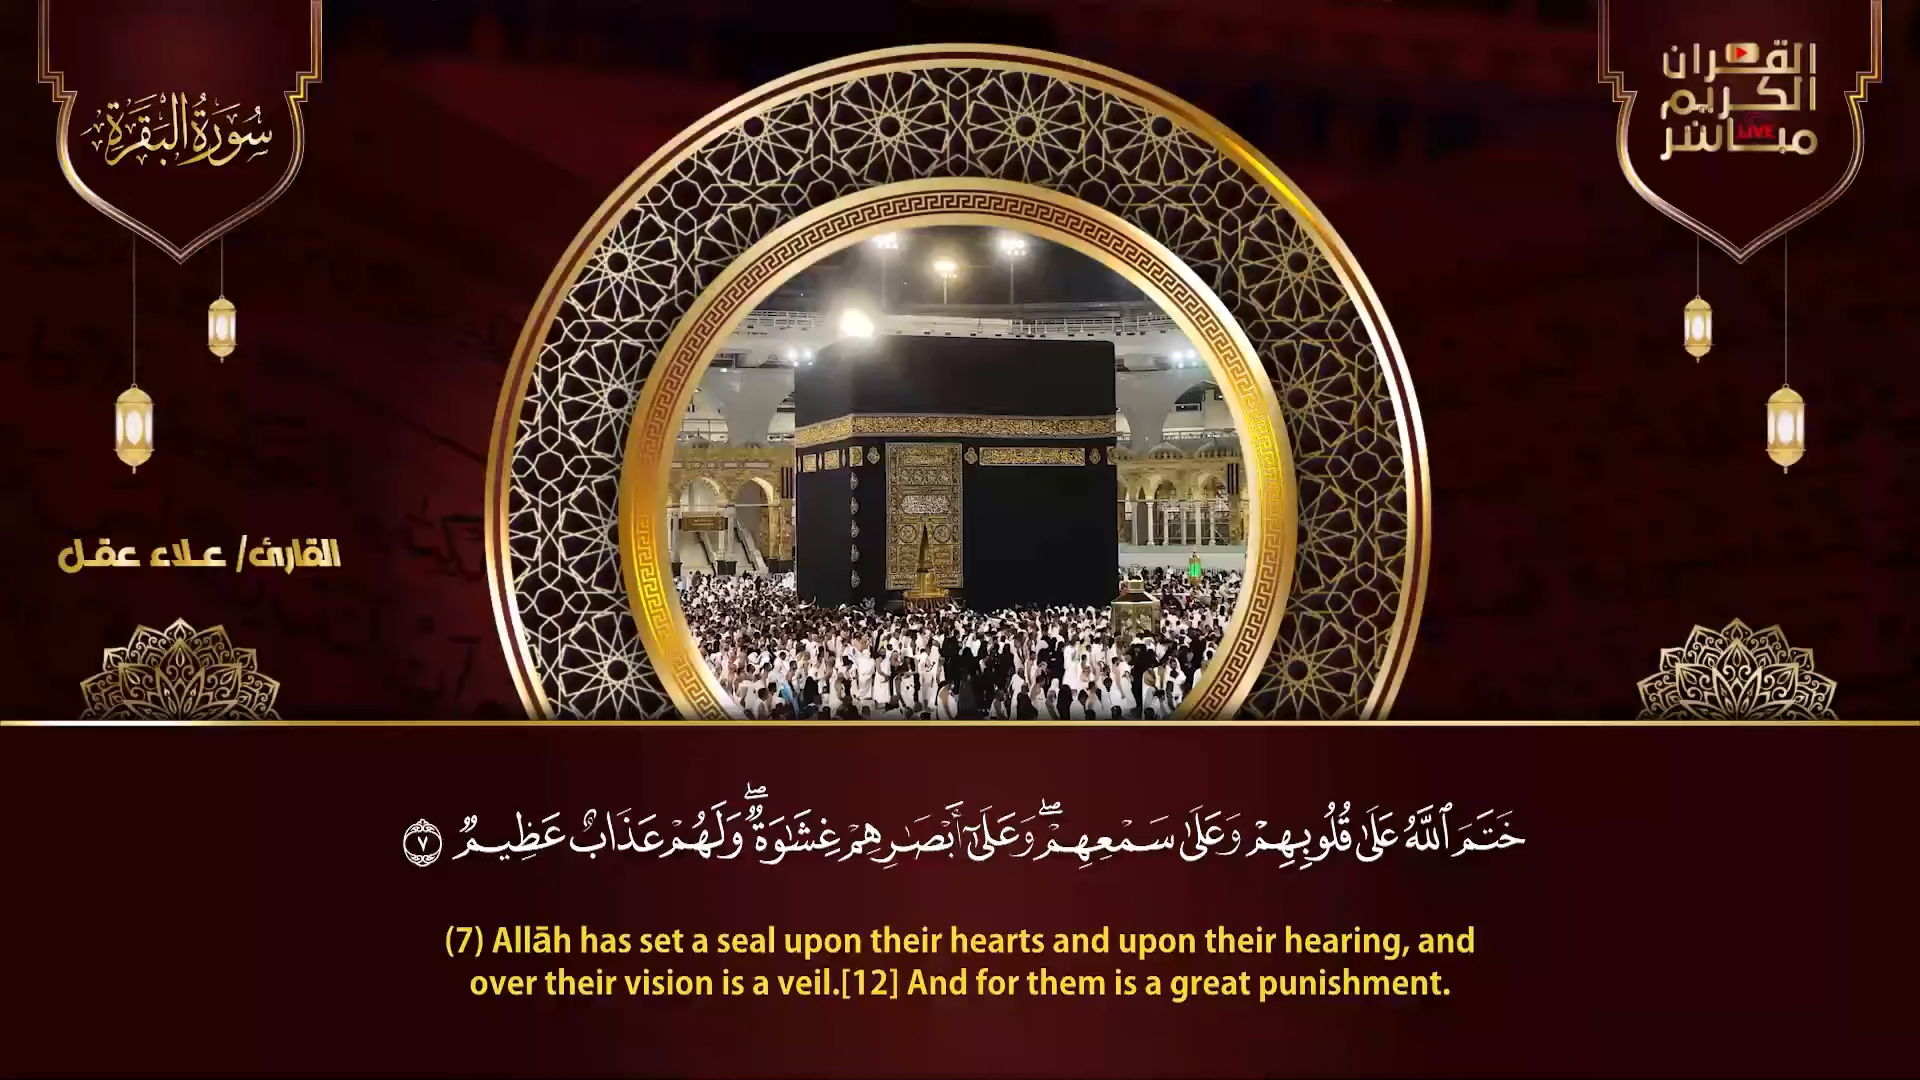 سُورَةُ البَقَرَةِ
القران
الكريم
مباشر
LIVE
القارئ/ علاء عقل
خَتَمَ ٱللَّهُ عَلَىٰ قُلُوبِهِمۡ وَعَلَىٰ سَمۡعِهِمۡۖ وَعَلَىٰٓ أَبۡصَٰرِهِمۡ غِشَٰوَةٞۖ وَلَهُمۡ عَذَابٌ عَظِيمٞ ٧
(7) Allāh has set a seal upon their hearts and upon their hearing, and
over their vision is a veil.[12] And for them is a great punishment.